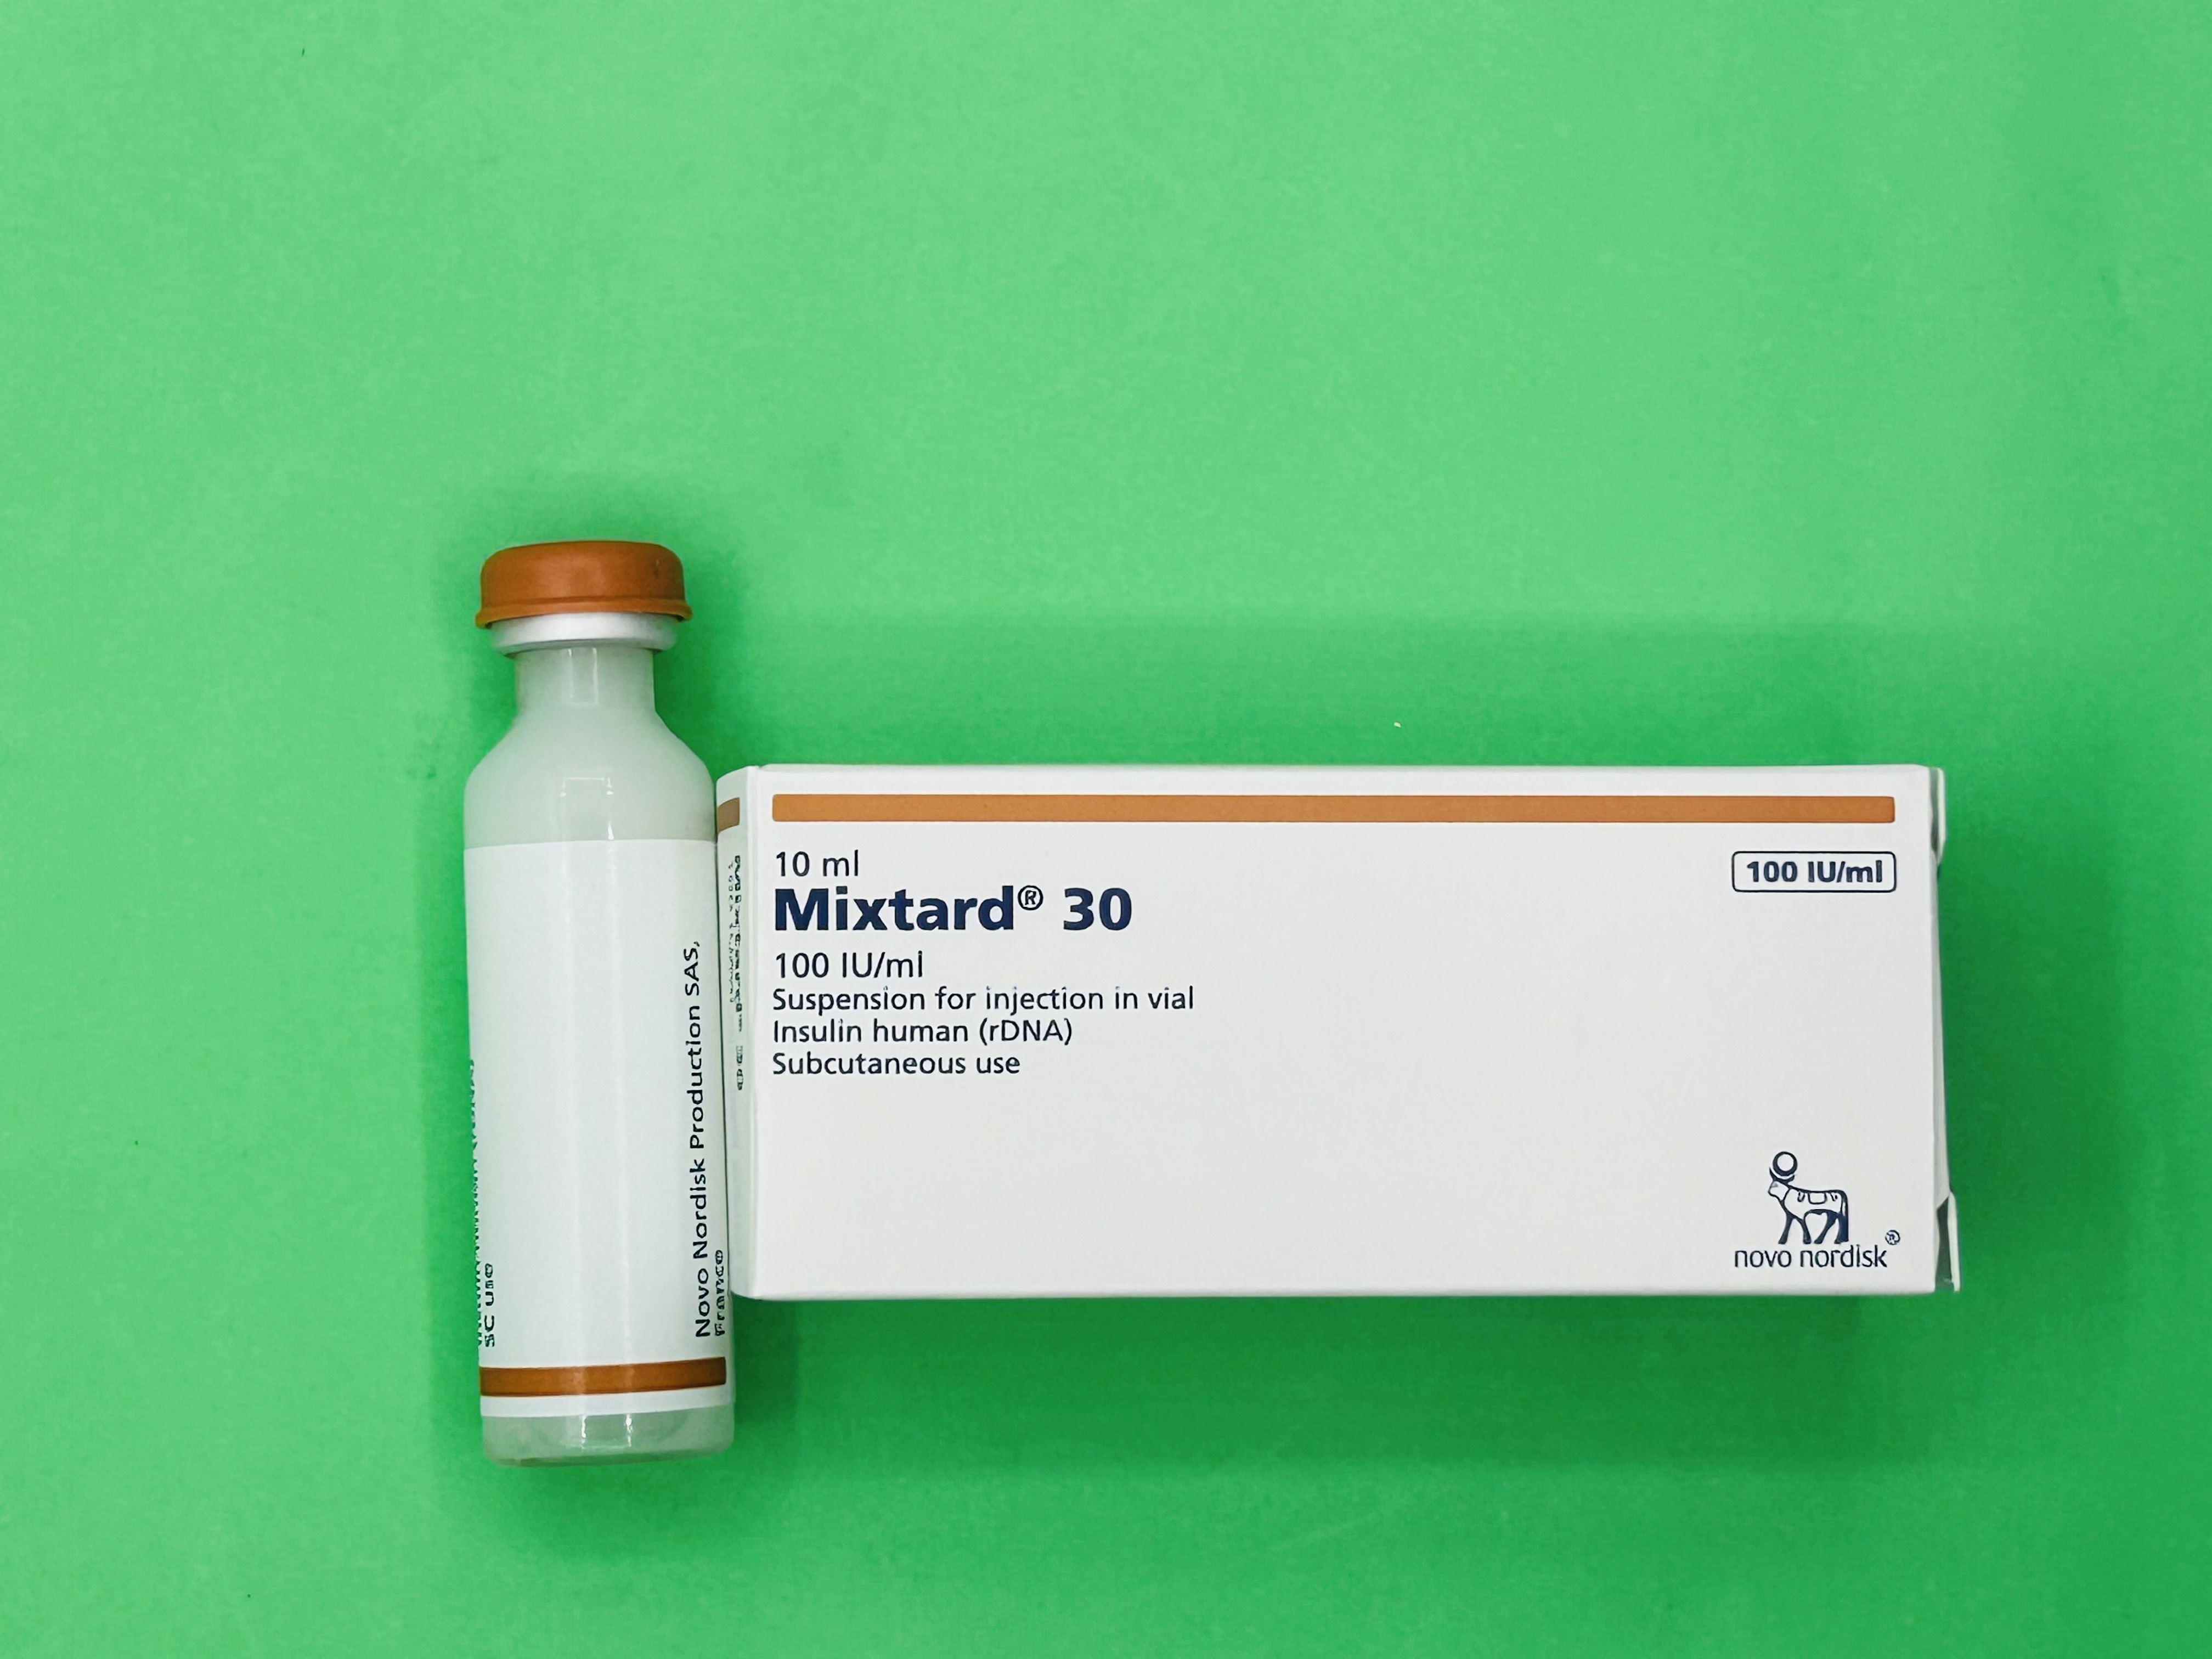 10 ml
Mixtard® 30
100 IU/ml
100 IU/ml
Suspension for injection in vial
Insulin human (rDNA)
Subcutaneous use
novo nordisk®
SC use
Novo Nordisk Production SAS,
France